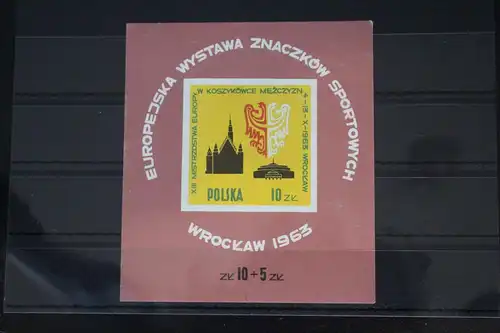 EUROPEJSKA WYSTAWA ZNACZKÓW SPORTOWYCH
XIII MISTRZOSTWA EUROPY
W KOSZYKÓWCE MĘŻCZYZN
4-13-X-1963 WROCŁAW
POLSKA 10 ZŁ
WROCŁAW 1963
ZŁ 10+5 ZŁ